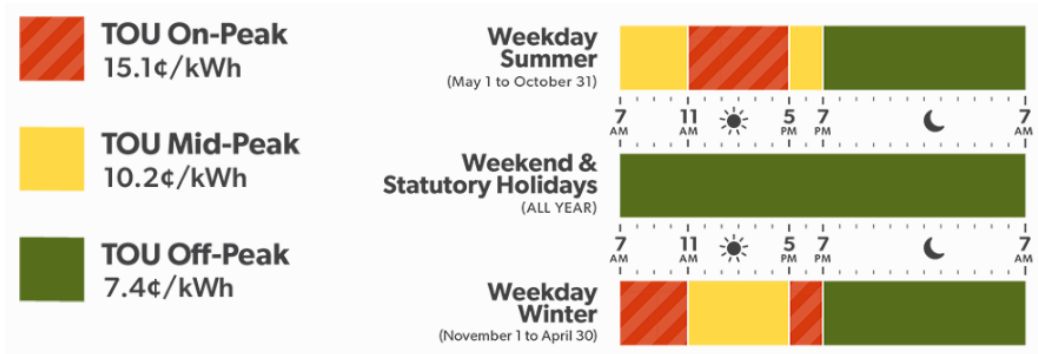 TOU On-Peak
15.1¢/kWh
TOU Mid-Peak
10.2¢/kWh
TOU Off-Peak
7.4¢/kWh
Weekday
Summer
(May 1 to October 31)
7 11 5 7 7
AM AM PM PM AM
Weekend &
Statutory Holidays
(ALL YEAR)
7 11 5 7 7
AM AM PM PM AM
Weekday
Winter
(November 1 to April 30)